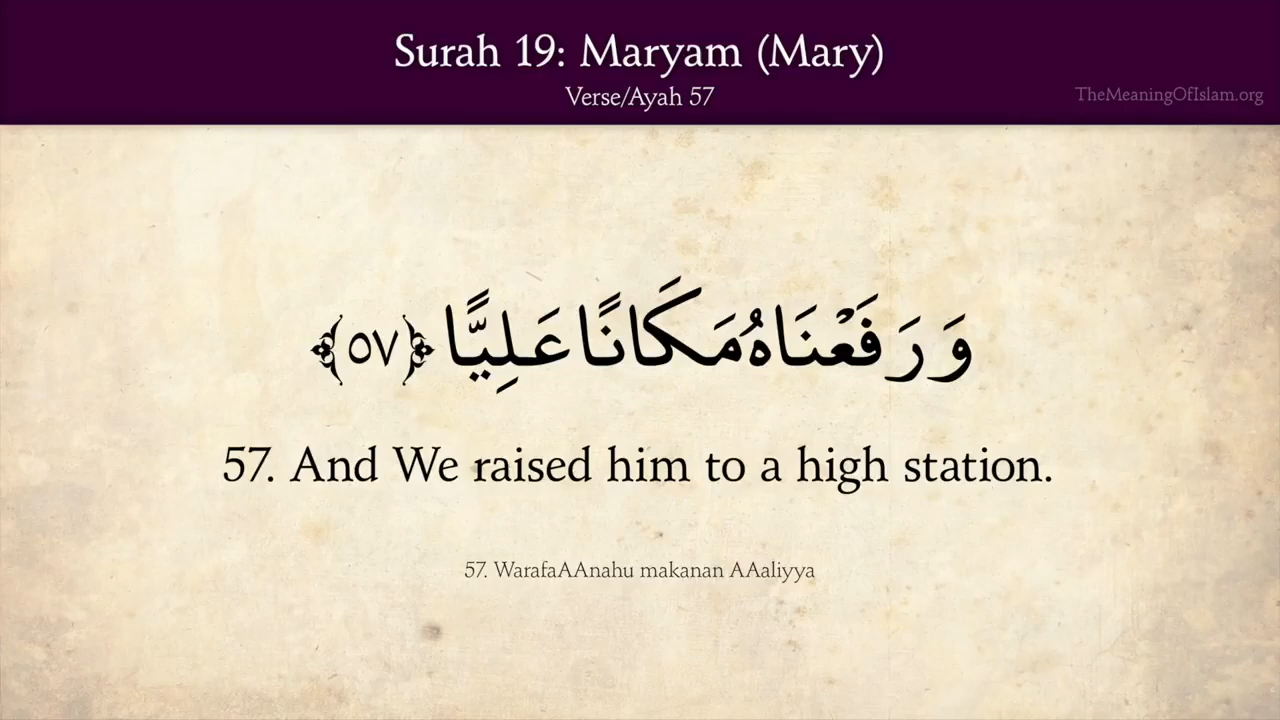 Surah 19: Maryam (Mary)
Verse/Ayah 57
TheMeaningOfIslam.org
وَرَفَعْنَاهُ مَكَانًا عَلِيًّا ﴿٥٧﴾
57. And We raised him to a high station.
57. WarafaAAnahu makanan AAaliyya